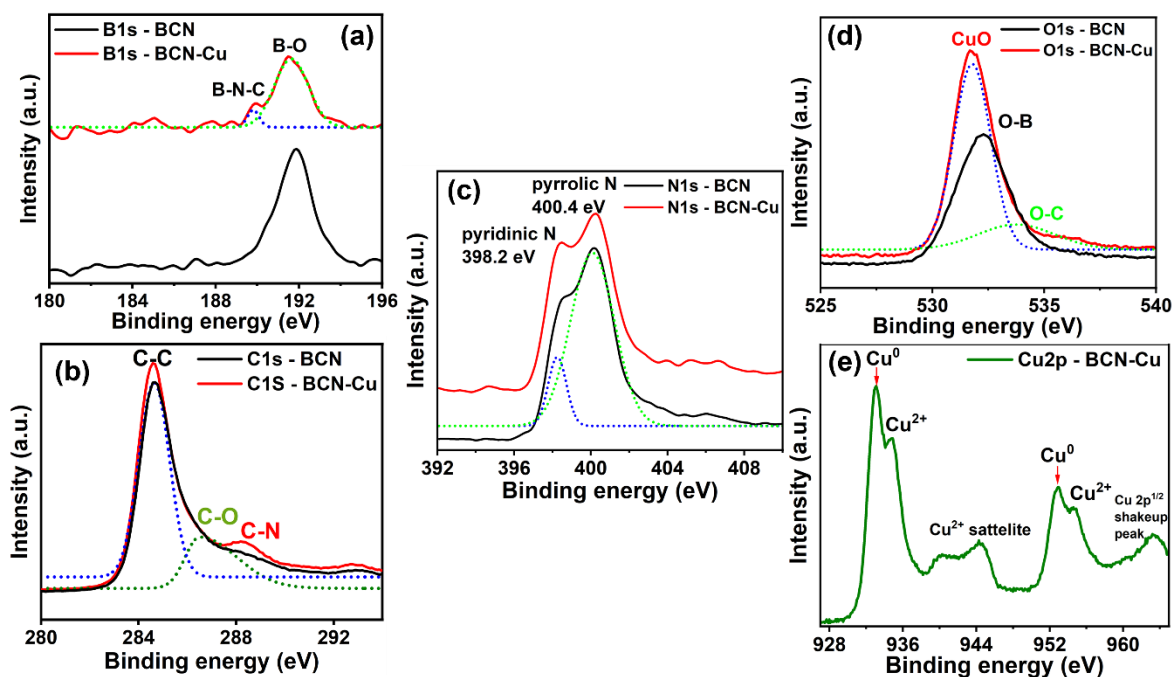 (a)
B1s - BCN
B1s - BCN-Cu
B-O
B-N-C
Intensity (a.u.)
180 184 188 192 196
Binding energy (eV)
(b)
C-C
C1s - BCN
C1S - BCN-Cu
C-O
C-N
Intensity (a.u.)
280 284 288 292
Binding energy (eV)
(c)
pyrrolic N
400.4 eV
N1s - BCN
N1s - BCN-Cu
pyridinic N
398.2 eV
Intensity (a.u.)
392 396 400 404 408
Binding energy (eV)
(d)
CuO
O1s - BCN
O1s - BCN-Cu
O-B
O-C
Intensity (a.u.)
525 530 535 540
Binding energy (eV)
(e)
Cu0
Cu2p - BCN-Cu
Cu2+
Cu0
Cu2+
Cu 2p1/2
shakeup
peak
Cu2+ sattelite
Intensity (a.u.)
928 936 944 952 960
Binding energy (eV)